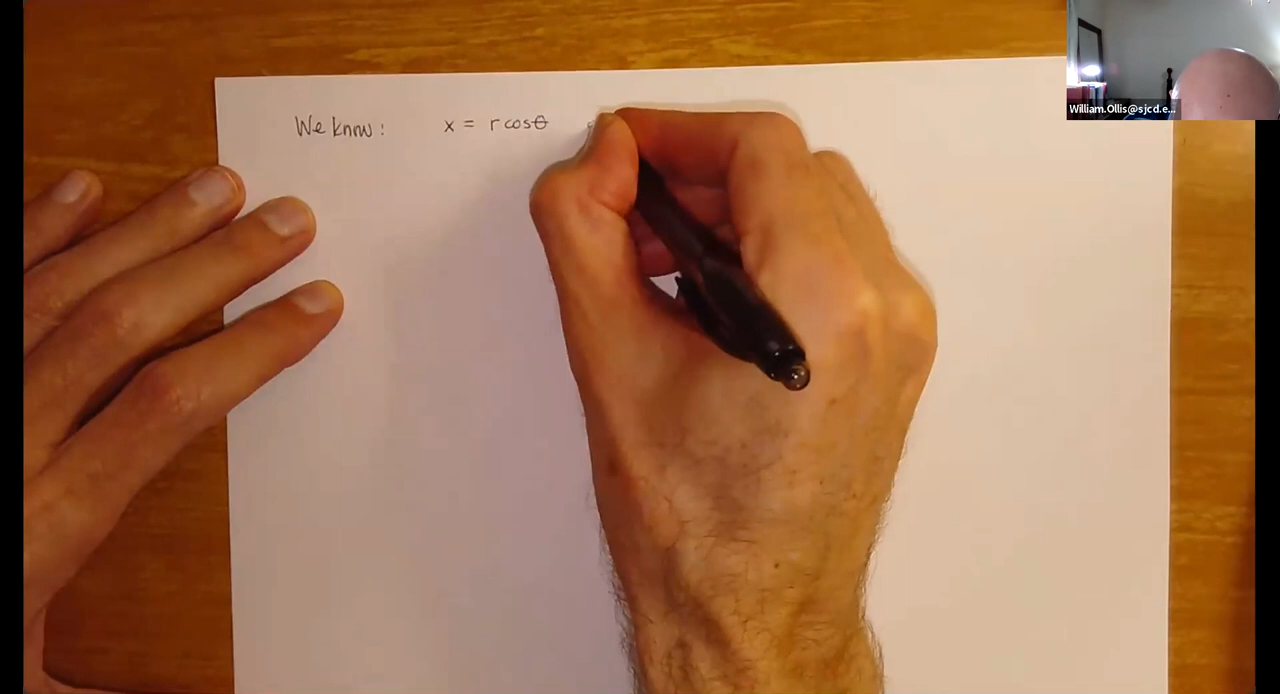 We know: x = r cosθ
William.Ollis@sjcd.e...